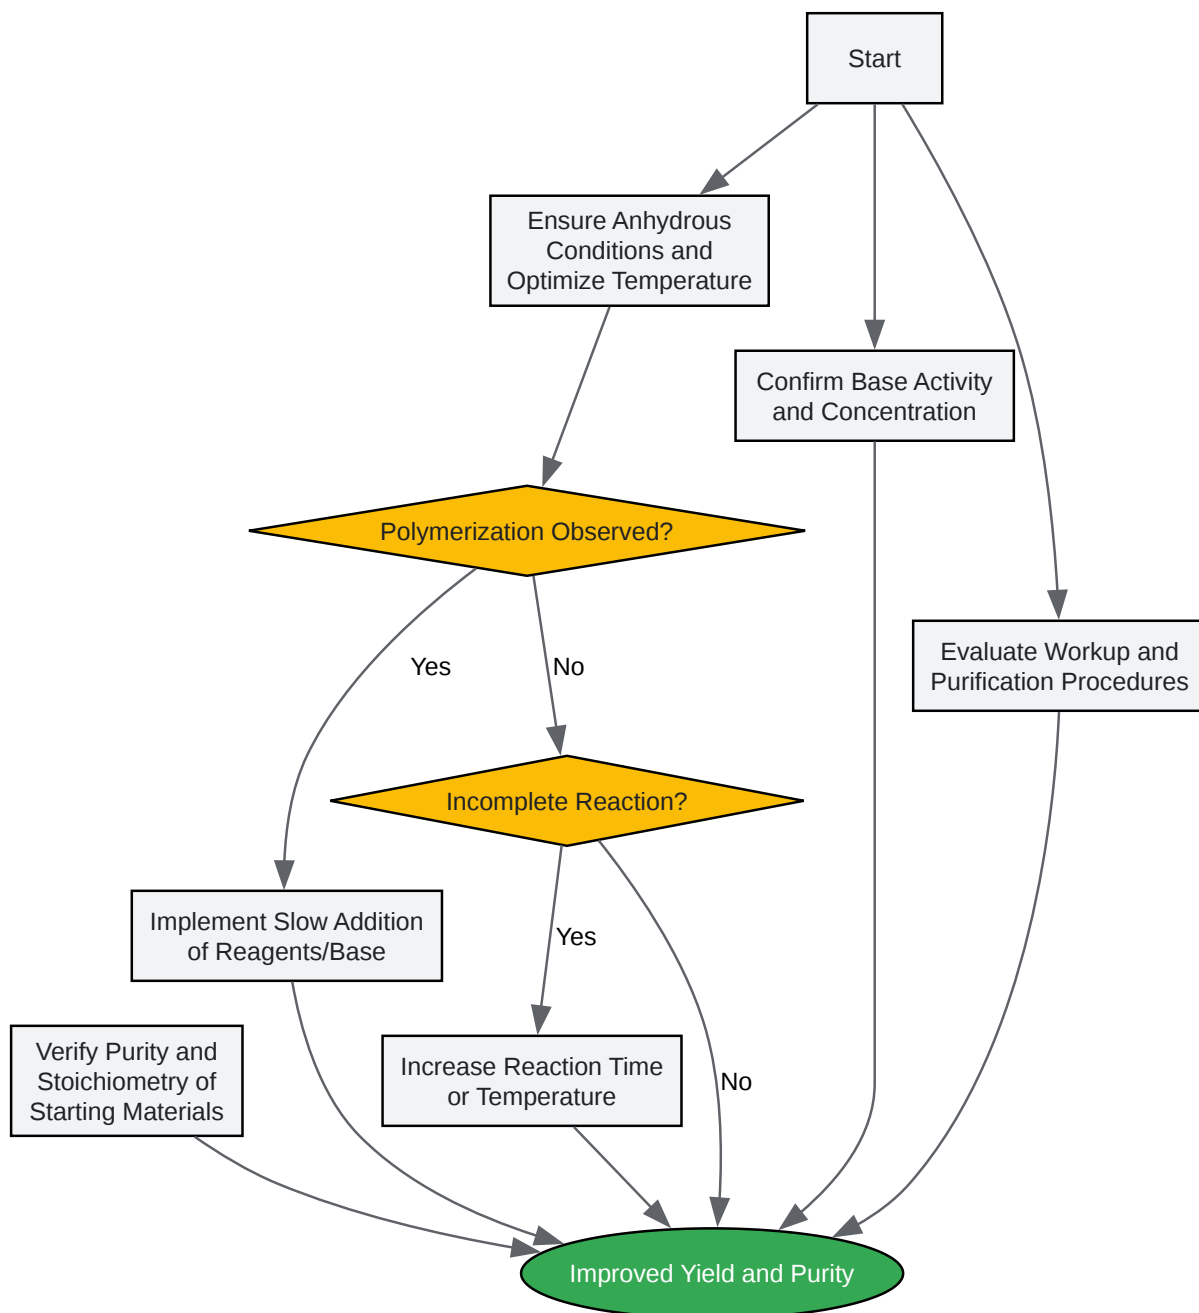 Start
Ensure Anhydrous
Conditions and
Optimize Temperature
Confirm Base Activity
and Concentration
Polymerization Observed?
Evaluate Workup and
Purification Procedures
Yes
No
Incomplete Reaction?
Implement Slow Addition
of Reagents/Base
Yes
Verify Purity and
Stoichiometry of
Starting Materials
Increase Reaction Time
or Temperature
No
Improved Yield and Purity